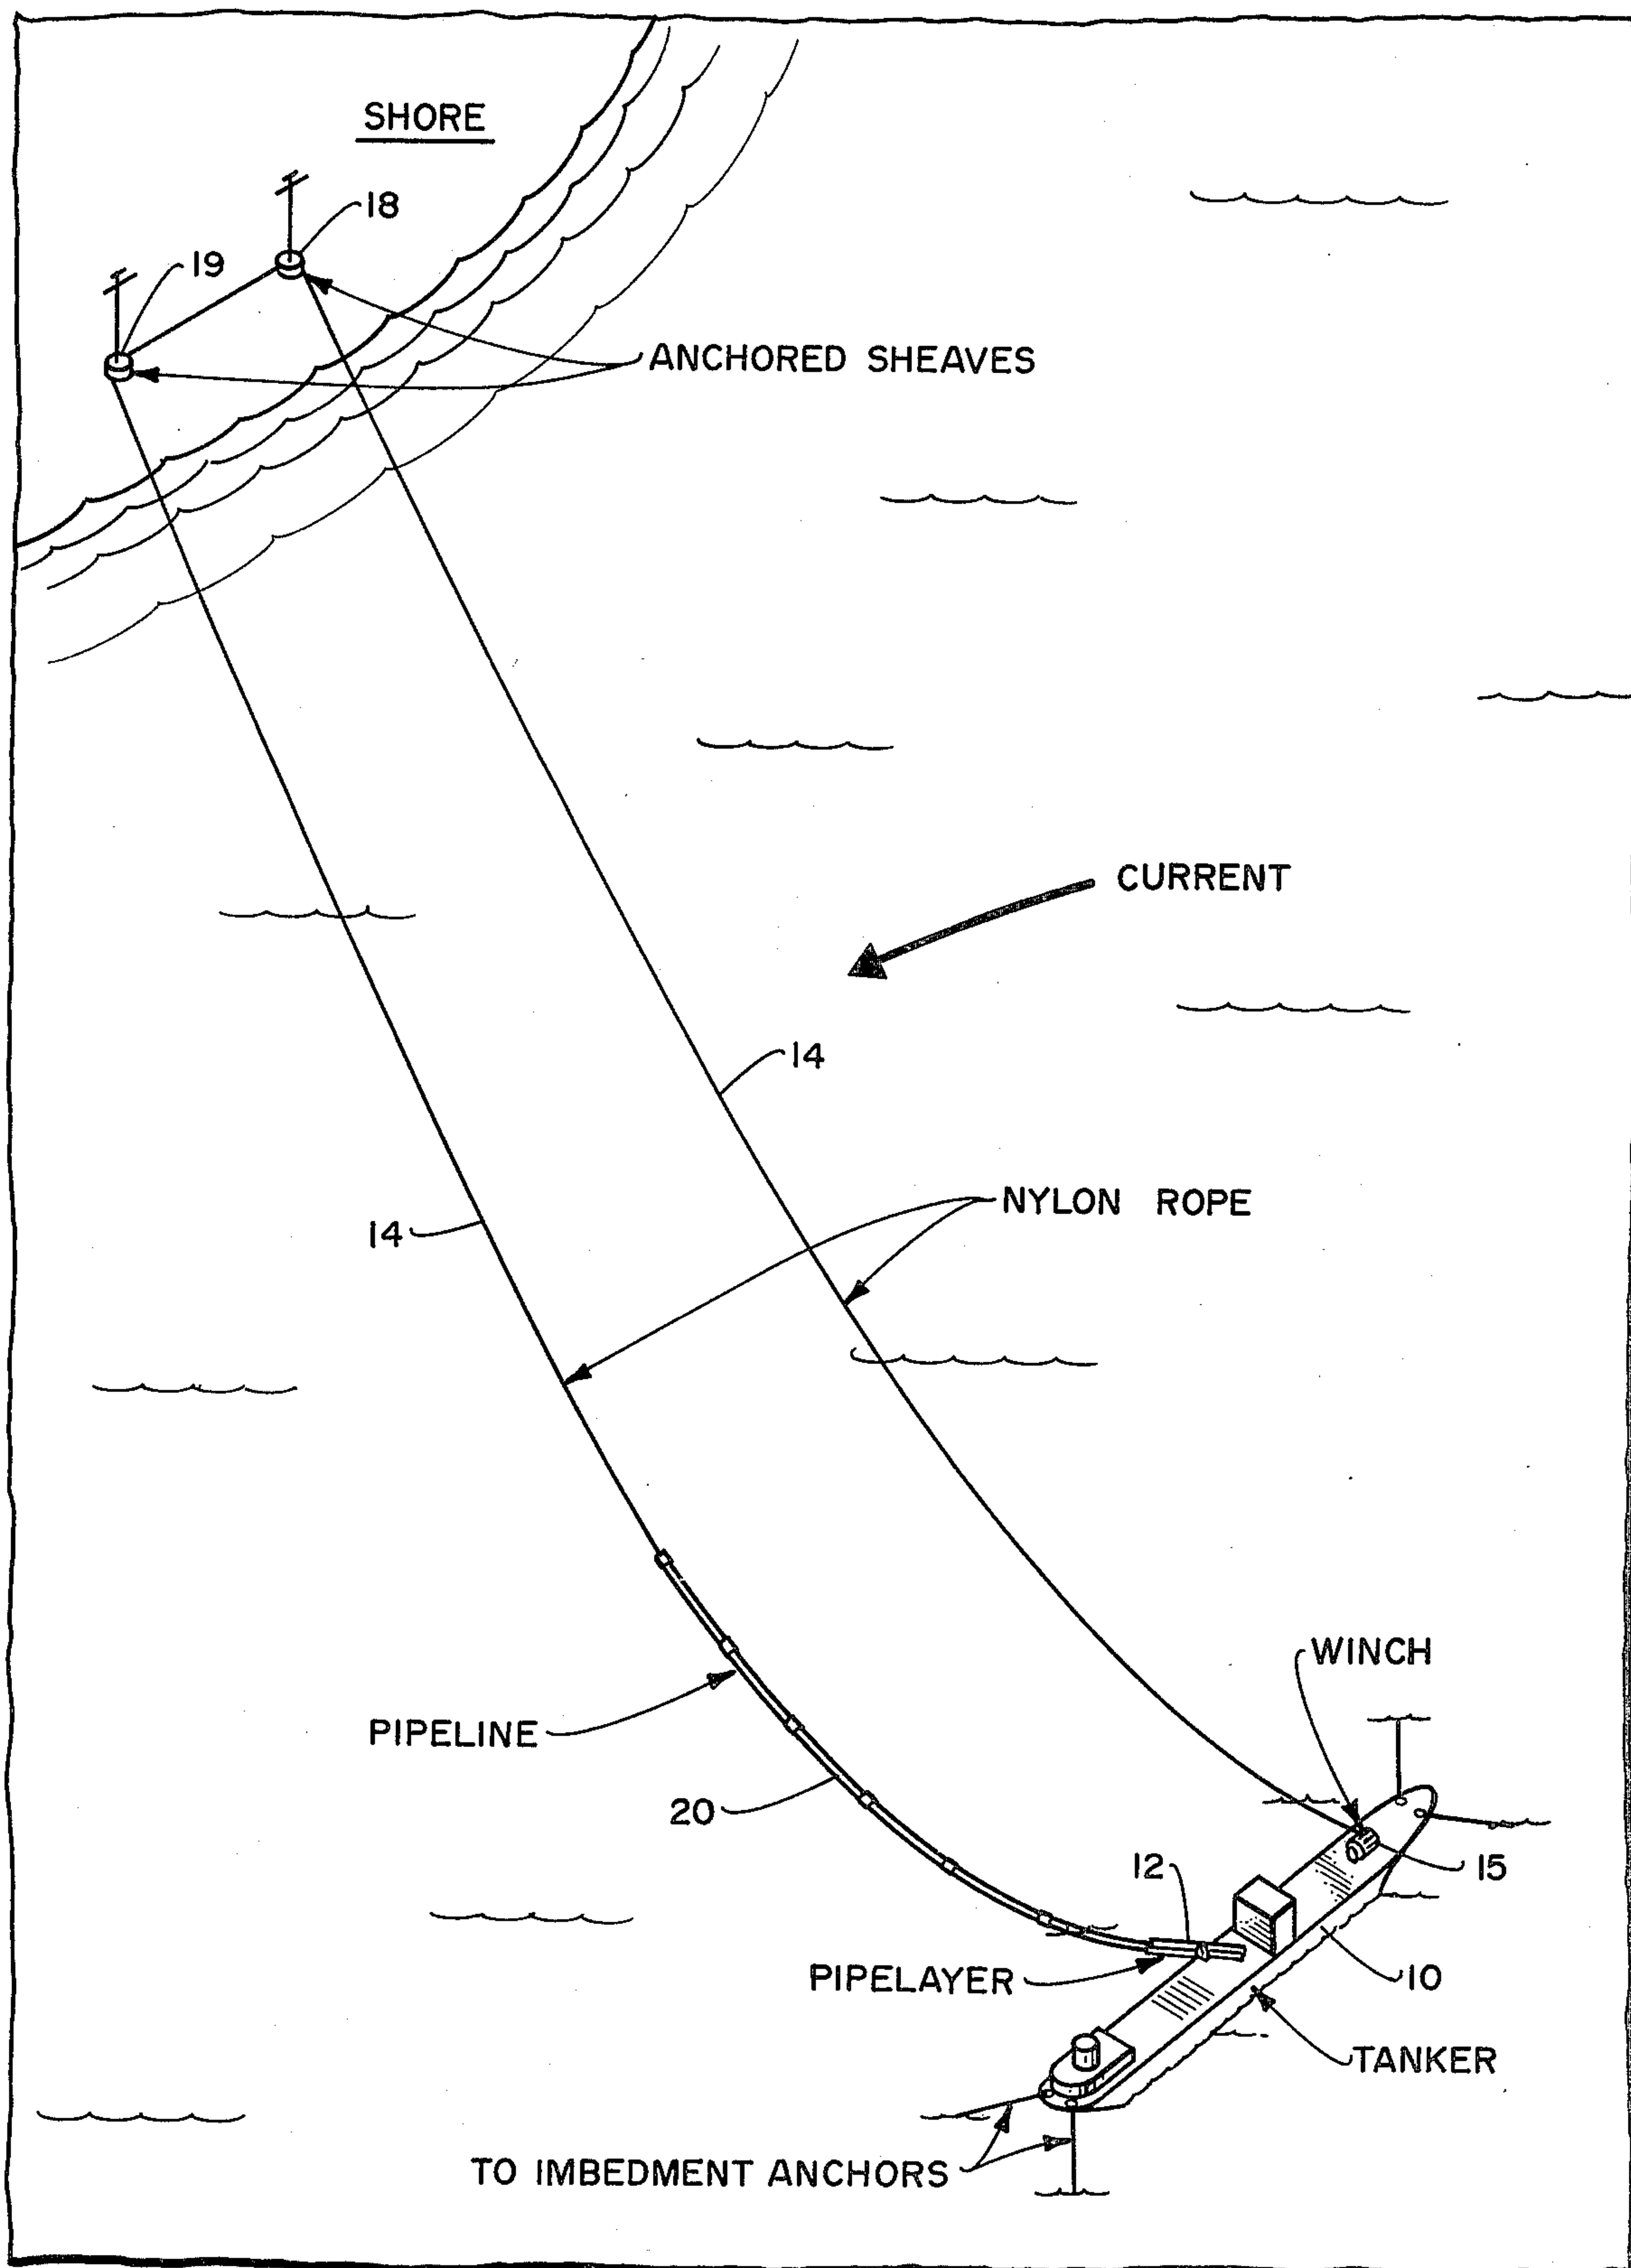 SHORE
18
19
ANCHORED SHEAVES
CURRENT
14
14
NYLON ROPE
WINCH
PIPELINE
20
12
15
PIPELAYER
10
TANKER
TO IMBEDMENT ANCHORS